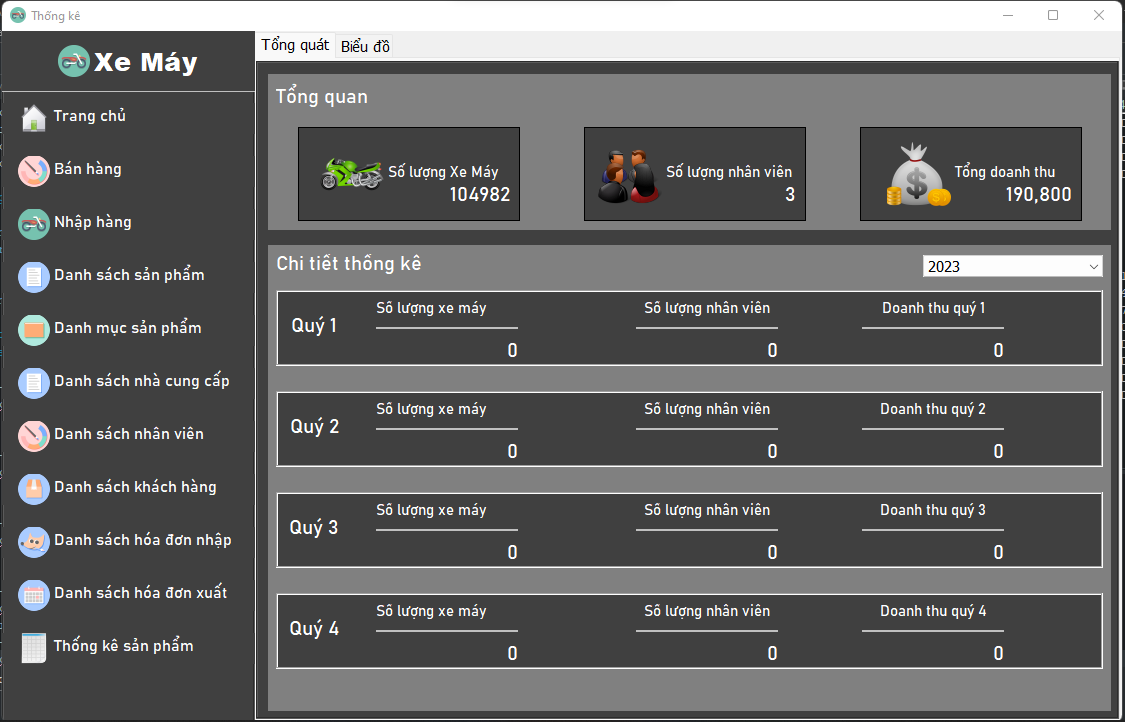 Thống kê
Xe Máy
Trang chủ
Bán hàng
Nhập hàng
Danh sách sản phẩm
Danh mục sản phẩm
Danh sách nhà cung cấp
Danh sách nhân viên
Danh sách khách hàng
Danh sách hóa đơn nhập
Danh sách hóa đơn xuất
Thống kê sản phẩm
Tổng quát
Biểu đồ
Tổng quan
Số lượng Xe Máy
104982
Số lượng nhân viên
3
Tổng doanh thu
190,800
Chi tiết thống kê
2023
Quý 1
Số lượng xe máy
0
Số lượng nhân viên
0
Doanh thu quý 1
0
Quý 2
Số lượng xe máy
0
Số lượng nhân viên
0
Doanh thu quý 2
0
Quý 3
Số lượng xe máy
0
Số lượng nhân viên
0
Doanh thu quý 3
0
Quý 4
Số lượng xe máy
0
Số lượng nhân viên
0
Doanh thu quý 4
0